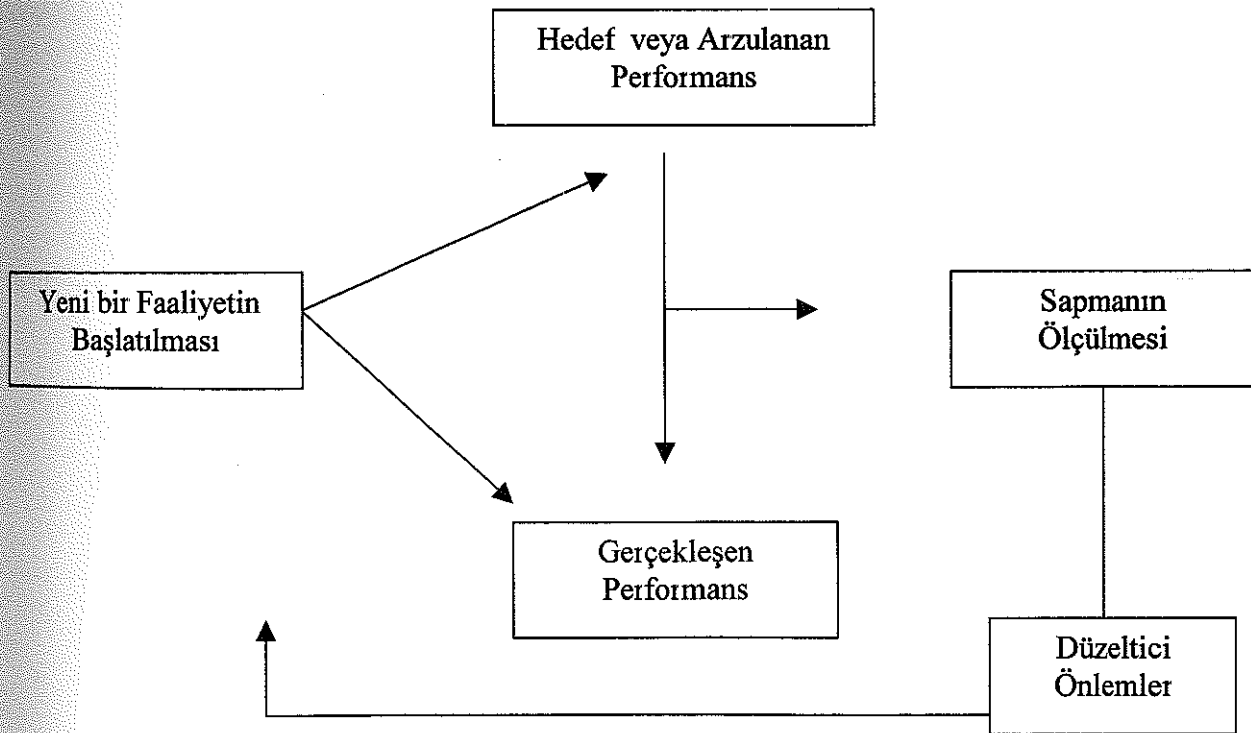 Hedef veya Arzulanan
Performans
Yeni bir Faaliyetin
Başlatılması
Sapmanın
Ölçülmesi
Gerçekleşen
Performans
Düzeltici
Önlemler